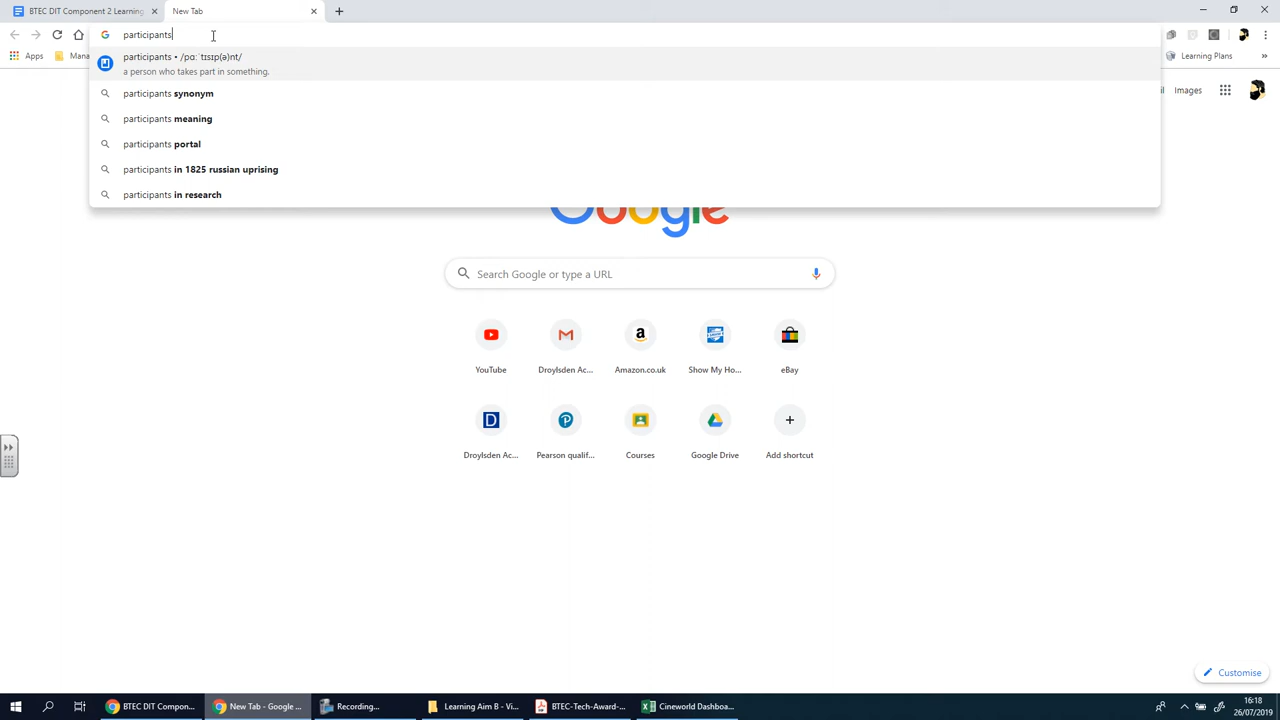 BTEC DIT Component 2 Learning
New Tab
participants
participants • /pɑːˈtɪsɪp(ə)nt/
a person who takes part in something.
participants synonym
participants meaning
participants portal
participants in 1825 russian uprising
participants in research
Apps
Mana
Learning Plans
»
il
Images
Google
Search Google or type a URL
YouTube
Droylsden Ac...
Amazon.co.uk
Show My Ho...
eBay
Droylsden Ac...
Pearson qualif...
Courses
Google Drive
Add shortcut
Customise
BTEC DIT Compon...
New Tab - Google ...
Recording...
Learning Aim B - Vi...
BTEC-Tech-Award-...
Cineworld Dashboa...
16:18
26/07/2019